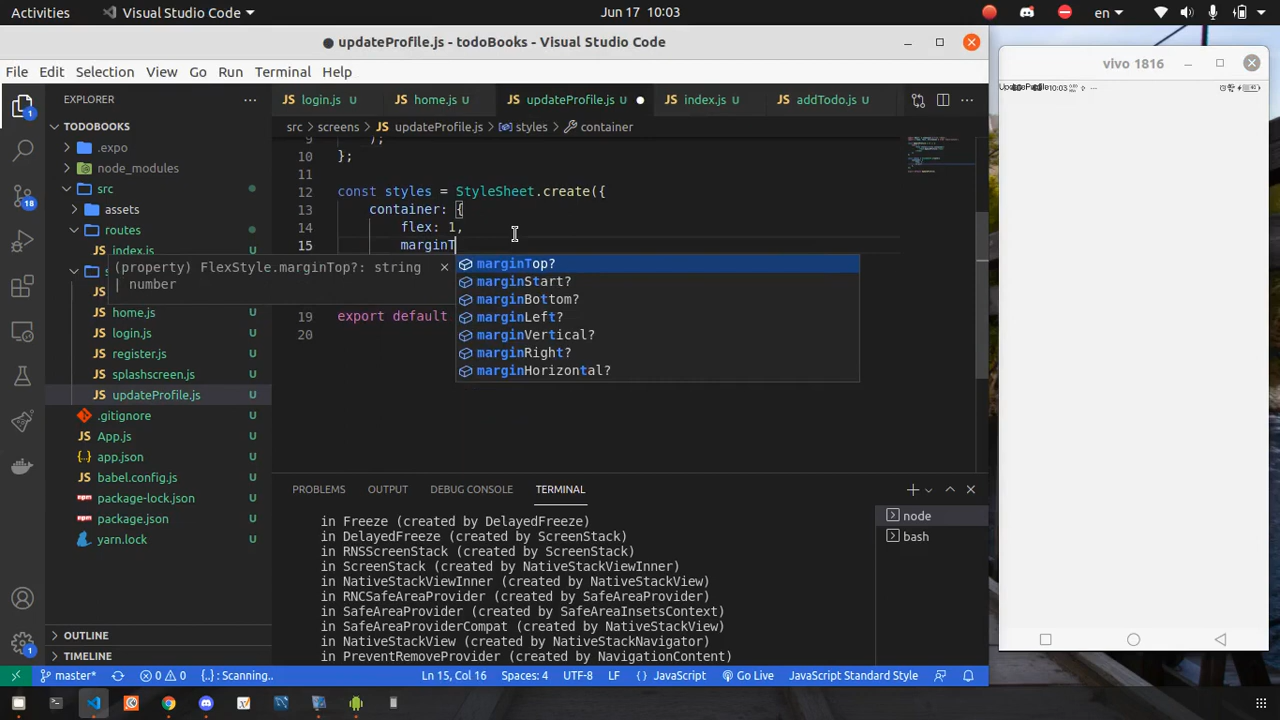 Activities
Visual Studio Code
Jun 17 10:03
en
updateProfile.js - todoBooks - Visual Studio Code
File Edit Selection View Go Run Terminal Help
EXPLORER
TODOBOOKS
.expo
node_modules
src
assets
routes
index.js U
s
home.js U
login.js U
register.js U
splashscreen.js U
updateProfile.js U
.gitignore U
App.js U
app.json U
babel.config.js U
package-lock.json U
package.json U
yarn.lock U
OUTLINE
TIMELINE
18
1
1
JS login.js U
JS home.js U
JS updateProfile.js U
JS index.js U
JS addTodo.js U
src > screens > JS updateProfile.js > styles > container
9 );
10 };
11
12 const styles = StyleSheet.create({
13 container: {
14 flex: 1,
15 marginT
(property) FlexStyle.marginTop?: string
| number
marginTop?
marginStart?
marginBottom?
marginLeft?
marginVertical?
marginRight?
marginHorizontal?
19 export default
20
PROBLEMS OUTPUT DEBUG CONSOLE TERMINAL
in Freeze (created by DelayedFreeze)
in DelayedFreeze (created by ScreenStack)
in RNSScreenStack (created by ScreenStack)
in ScreenStack (created by NativeStackViewInner)
in NativeStackViewInner (created by NativeStackView)
in RNCSafeAreaProvider (created by SafeAreaProvider)
in SafeAreaProvider (created by SafeAreaInsetsContext)
in SafeAreaProviderCompat (created by NativeStackView)
in NativeStackView (created by NativeStackNavigator)
in PreventRemoveProvider (created by NavigationContent)
node
bash
master*
0 0
{..} : Scanning..
Ln 15, Col 16
Spaces: 4
UTF-8
LF
{ } JavaScript
Go Live
JavaScript Standard Style
vivo 1816
UpdateProfile
10:03